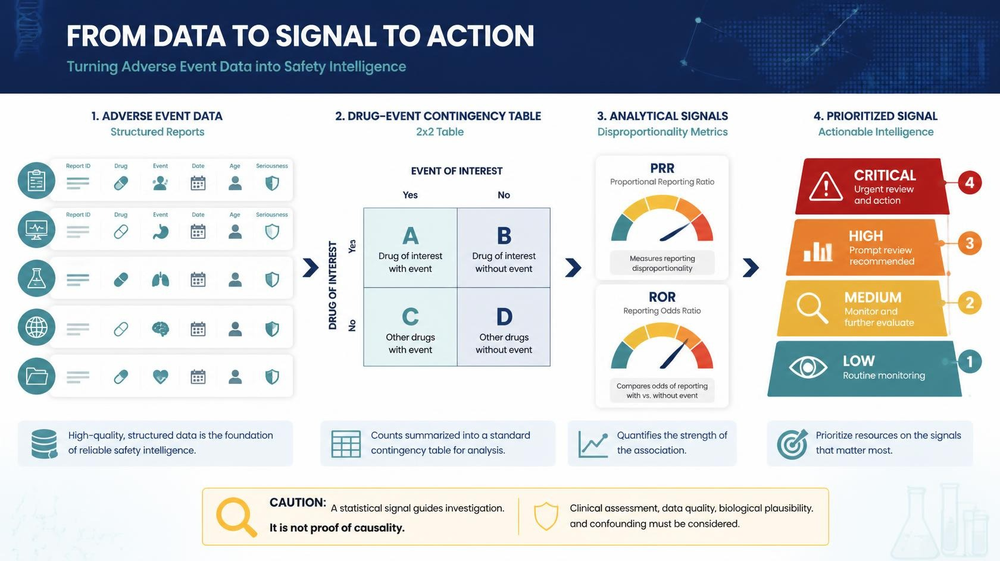 FROM DATA TO SIGNAL TO ACTION
Turning Adverse Event Data into Safety Intelligence
1. ADVERSE EVENT DATA
Structured Reports
Report ID Drug Event Date Age Seriousness
Report ID Drug Event Date Age Seriousness
High-quality, structured data is the foundation
of reliable safety intelligence.
2. DRUG-EVENT CONTINGENCY TABLE
2x2 Table
EVENT OF INTEREST
Yes No
DRUG OF INTEREST
Yes
No
A
Drug of interest
with event
B
Drug of interest
without event
C
Other drugs
with event
D
Other drugs
without event
Counts summarized into a standard
contingency table for analysis.
3. ANALYTICAL SIGNALS
Disproportionality Metrics
PRR
Proportional Reporting Ratio
Measures reporting
disproportionality
ROR
Reporting Odds Ratio
Compares odds of reporting
with vs. without event
Quantifies the strength of
the association.
4. PRIORITIZED SIGNAL
Actionable Intelligence
CRITICAL
Urgent review
and action
4
HIGH
Prompt review
recommended
3
MEDIUM
Monitor and
further evaluate
2
LOW
Routine monitoring
1
Prioritize resources on the signals
that matter most.
CAUTION: A statistical signal guides investigation.
It is not proof of causality.
Clinical assessment, data quality, biological plausibility.
and confounding must be considered.